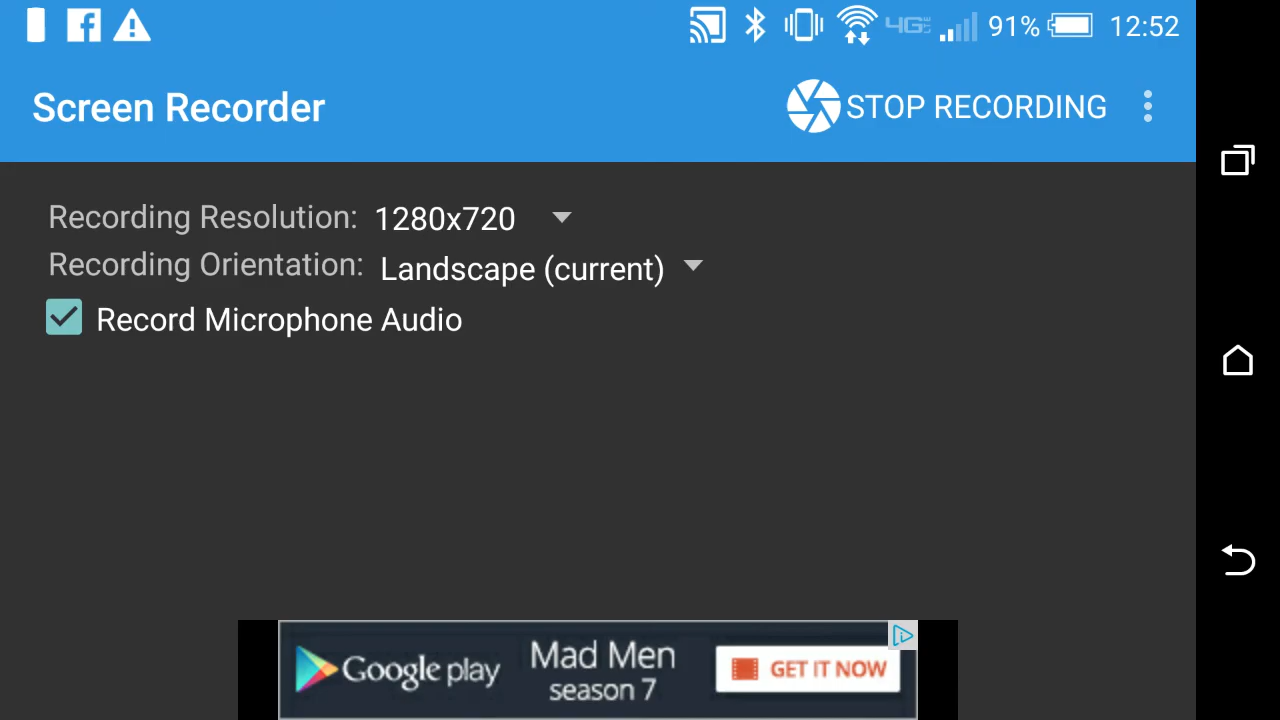 4G 91% 12:52
Screen Recorder
STOP RECORDING
Recording Resolution: 1280x720
Recording Orientation: Landscape (current)
Record Microphone Audio
Google play
Mad Men
season 7
GET IT NOW